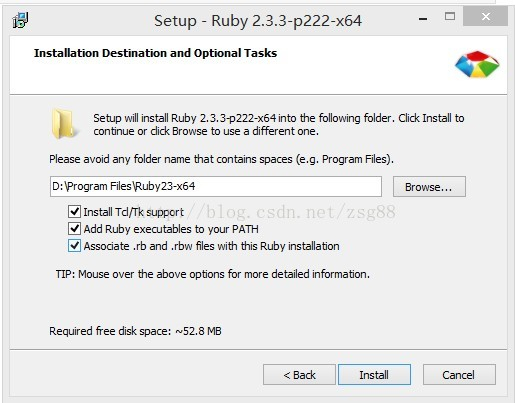 Setup - Ruby 2.3.3-p222-x64
Installation Destination and Optional Tasks
Setup will install Ruby 2.3.3-p222-x64 into the following folder. Click Install to
continue or click Browse to use a different one.
Please avoid any folder name that contains spaces (e.g. Program Files).
D:\Program Files\Ruby23-x64
Browse...
Install Tcl/Tk support
http://blog.csdn.net/zsg88
Add Ruby executables to your PATH
Associate .rb and .rbw files with this Ruby installation
TIP: Mouse over the above options for more detailed information.
Required free disk space: ~52.8 MB
< Back
Install
Cancel